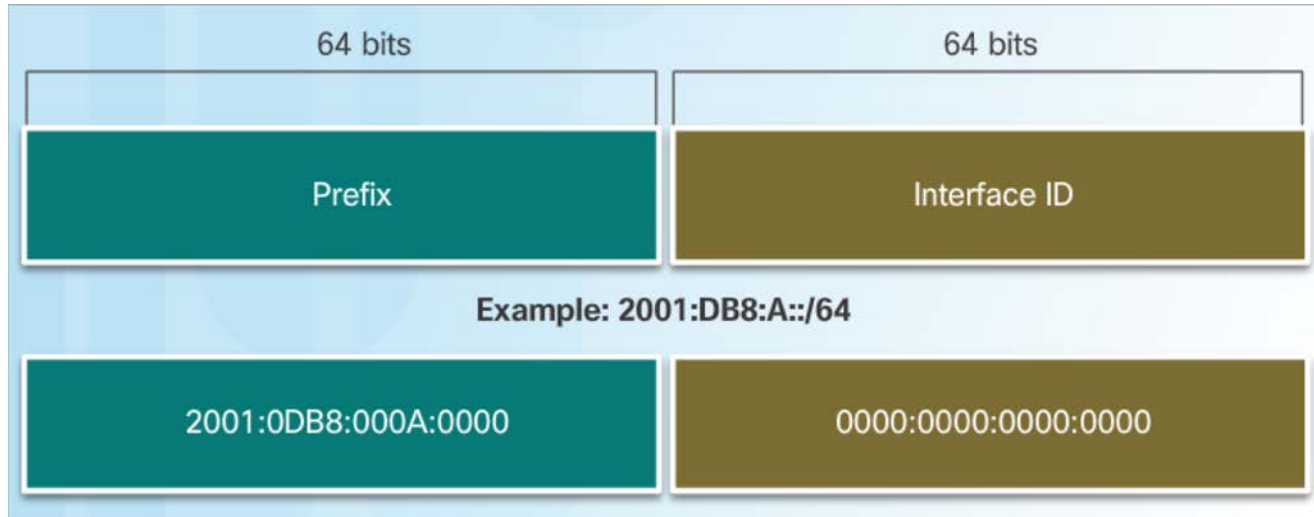 64 bits 64 bits
Prefix Interface ID
Example: 2001:DB8:A::/64
2001:0DB8:000A:0000 0000:0000:0000:0000